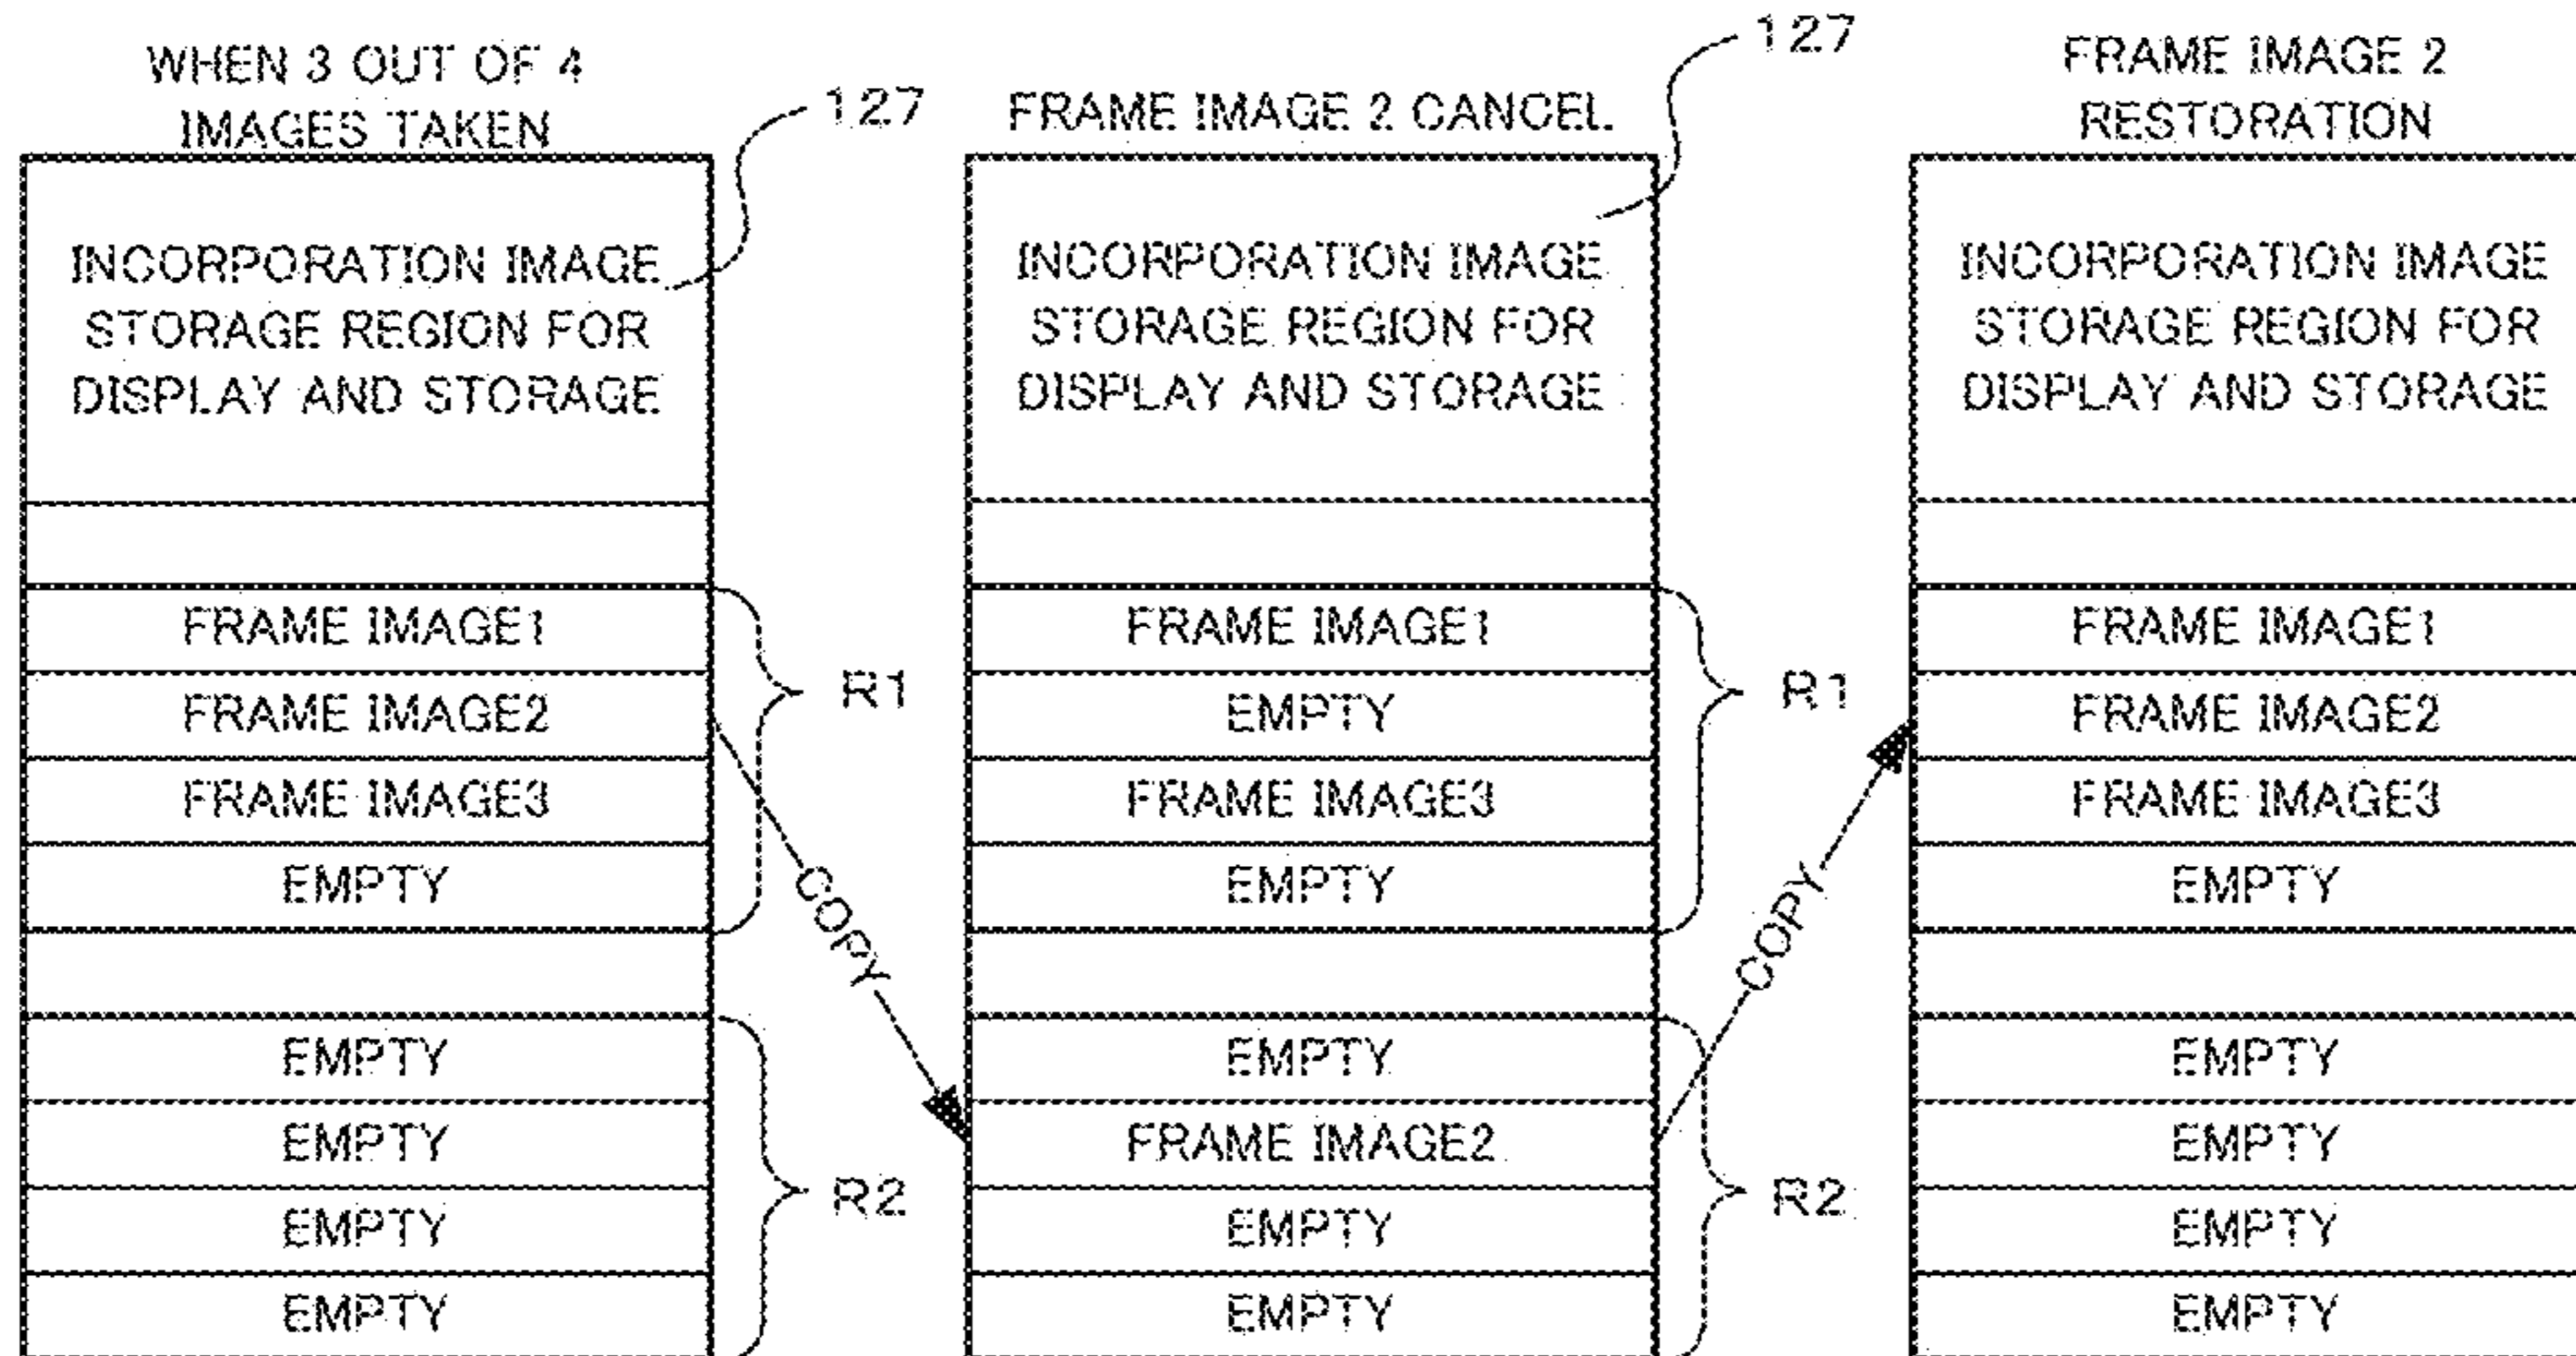 WHEN 3 OUT OF 4
IMAGES TAKEN
127
INCORPORATION IMAGE
STORAGE REGION FOR
DISPLAY AND STORAGE
FRAME IMAGE1
FRAME IMAGE2
FRAME IMAGE3
EMPTY
R1
EMPTY
EMPTY
EMPTY
EMPTY
R2
COPY
FRAME IMAGE 2 CANCEL
127
INCORPORATION IMAGE
STORAGE REGION FOR
DISPLAY AND STORAGE
FRAME IMAGE1
EMPTY
FRAME IMAGE3
EMPTY
R1
EMPTY
FRAME IMAGE2
EMPTY
EMPTY
R2
COPY
FRAME IMAGE 2
RESTORATION
INCORPORATION IMAGE
STORAGE REGION FOR
DISPLAY AND STORAGE
FRAME IMAGE1
FRAME IMAGE2
FRAME IMAGE3
EMPTY
EMPTY
EMPTY
EMPTY
EMPTY